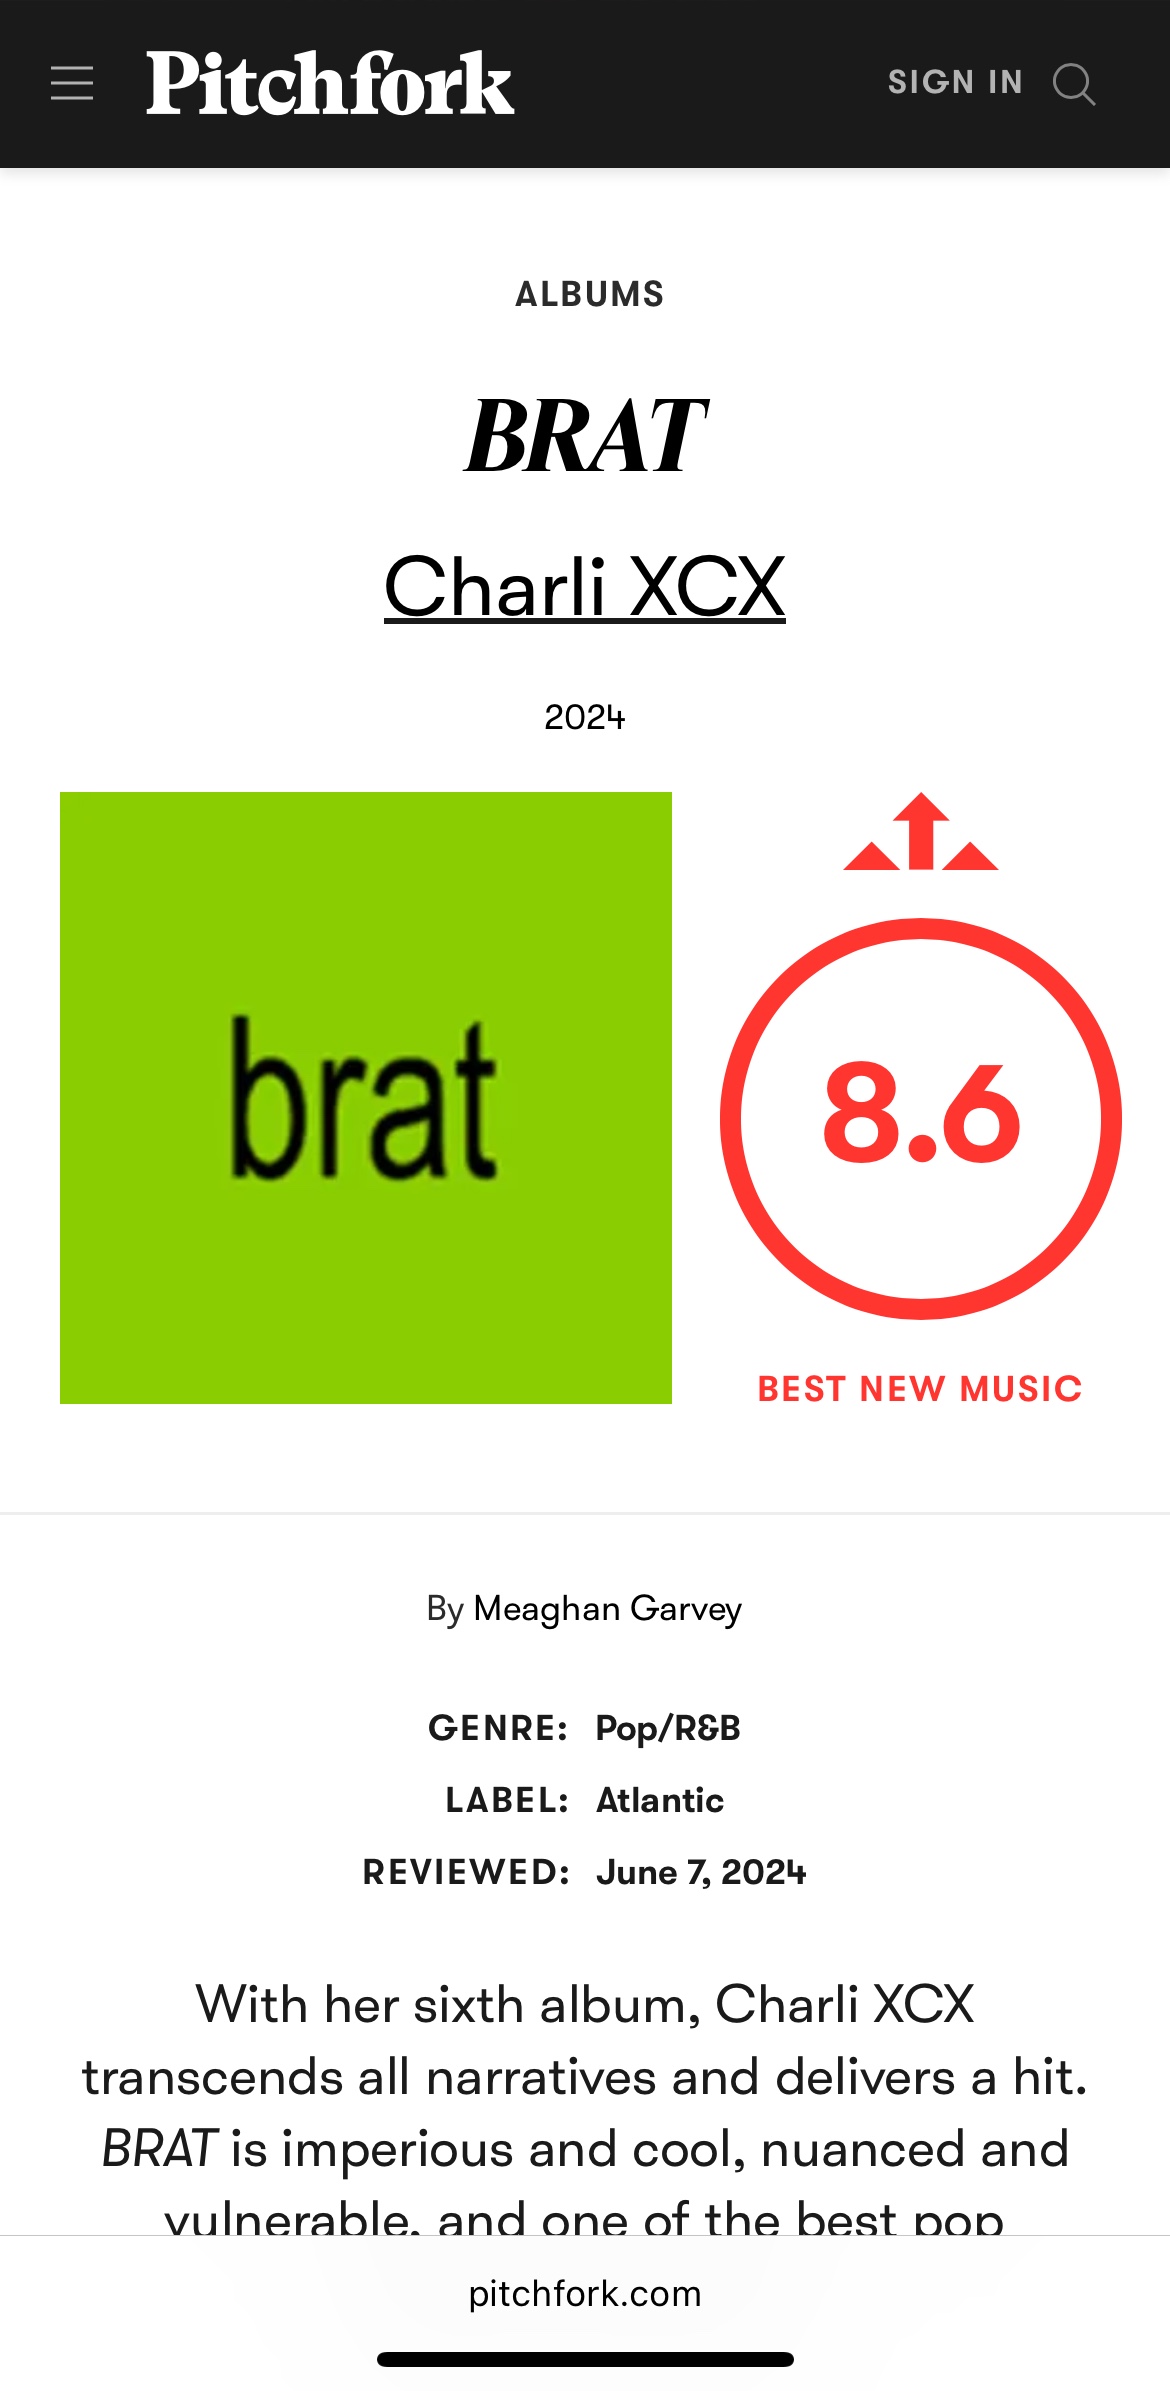 Pitchfork
SIGN IN
ALBUMS
BRAT
Charli XCX
2024
brat
8.6
BEST NEW MUSIC
By Meaghan Garvey
GENRE: Pop/R&B
LABEL: Atlantic
REVIEWED: June 7, 2024
With her sixth album, Charli XCX
transcends all narratives and delivers a hit.
BRAT is imperious and cool, nuanced and
vulnerable, and one of the best pop
pitchfork.com